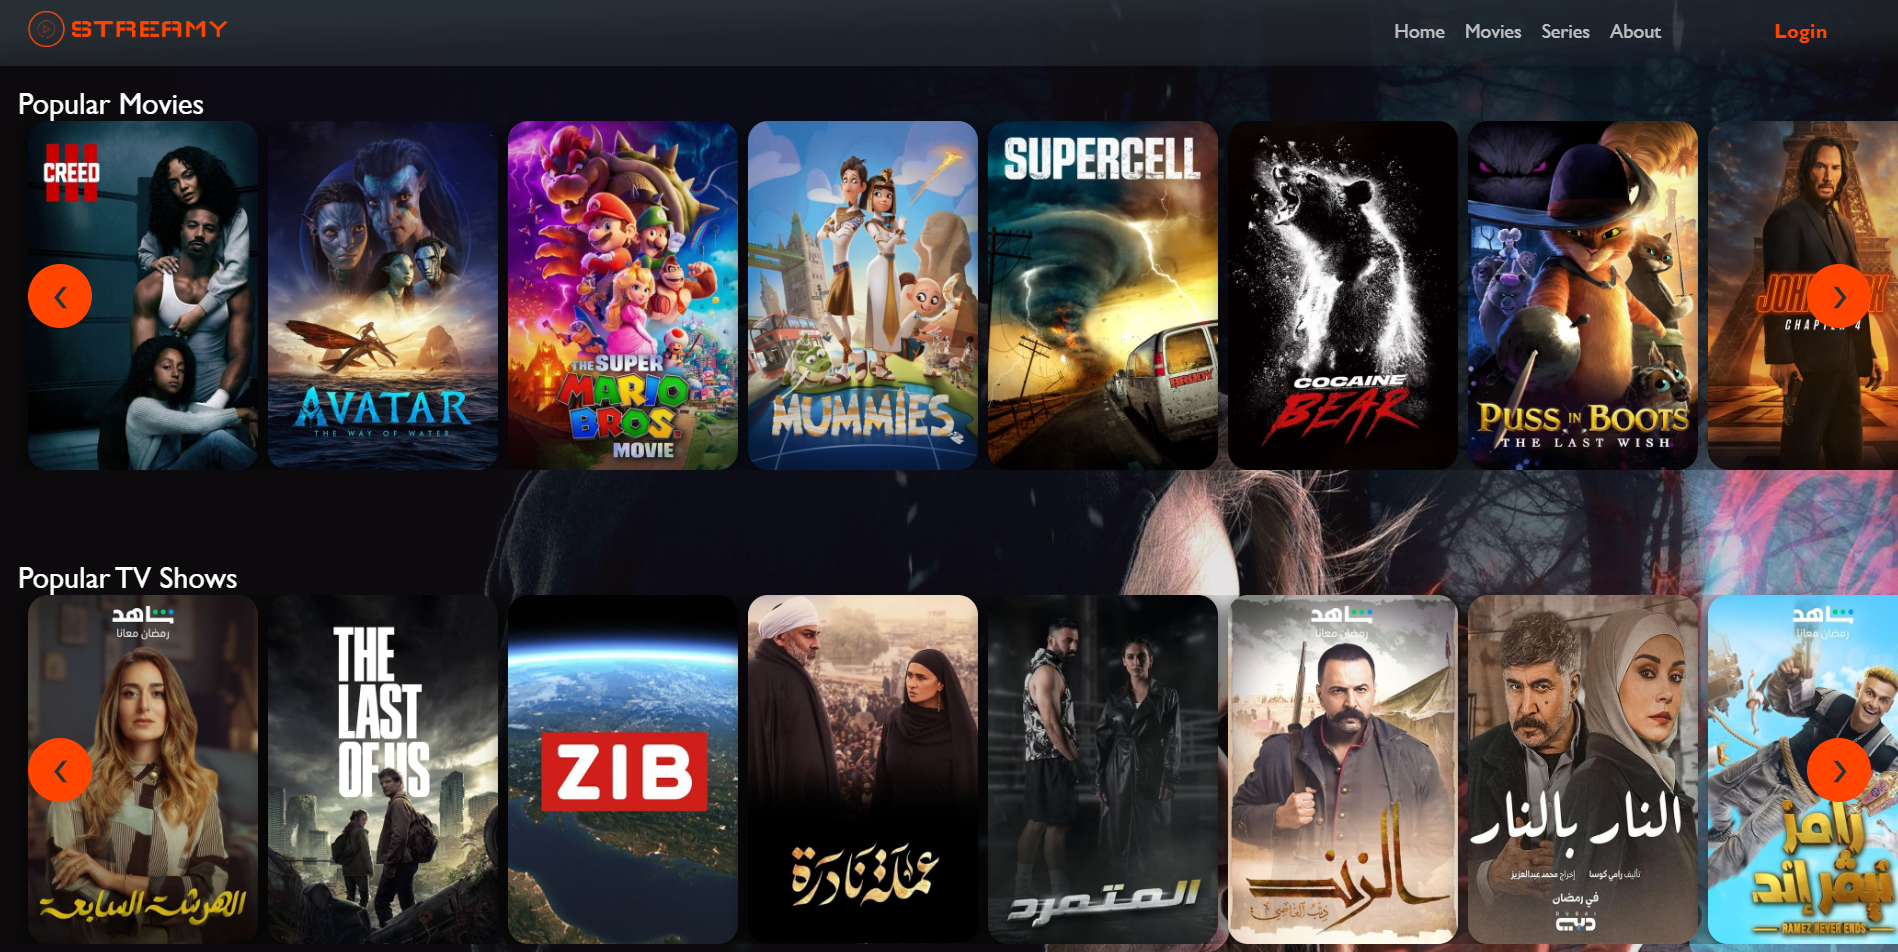 STREAMY
Home Movies Series About Login
Popular Movies
CREED
III
AVATAR
THE WAY OF WATER
THE SUPER
MARIO
BROS.
MOVIE
MUMMIES
SUPERCELL
BRODY
COCAINE
BEAR
PUSS IN BOOTS
THE LAST WISH
CHAPTER 4
Popular TV Shows
شاهد
رمضان معانا
الهرشة السابعة
THE
LAST
OF US
ZIB
عملة نادرة
المتمرد
شاهد
رمضان معانا
الزند
ذئب العاصي
النار بالنار
تأليف رامي كوسا إخراج محمد عبدالعزيز
في رمضان
DUBAI
دبي
شاهد
رمضان معانا
رامز
نيڤر إند
RAMEZ NEVER ENDS